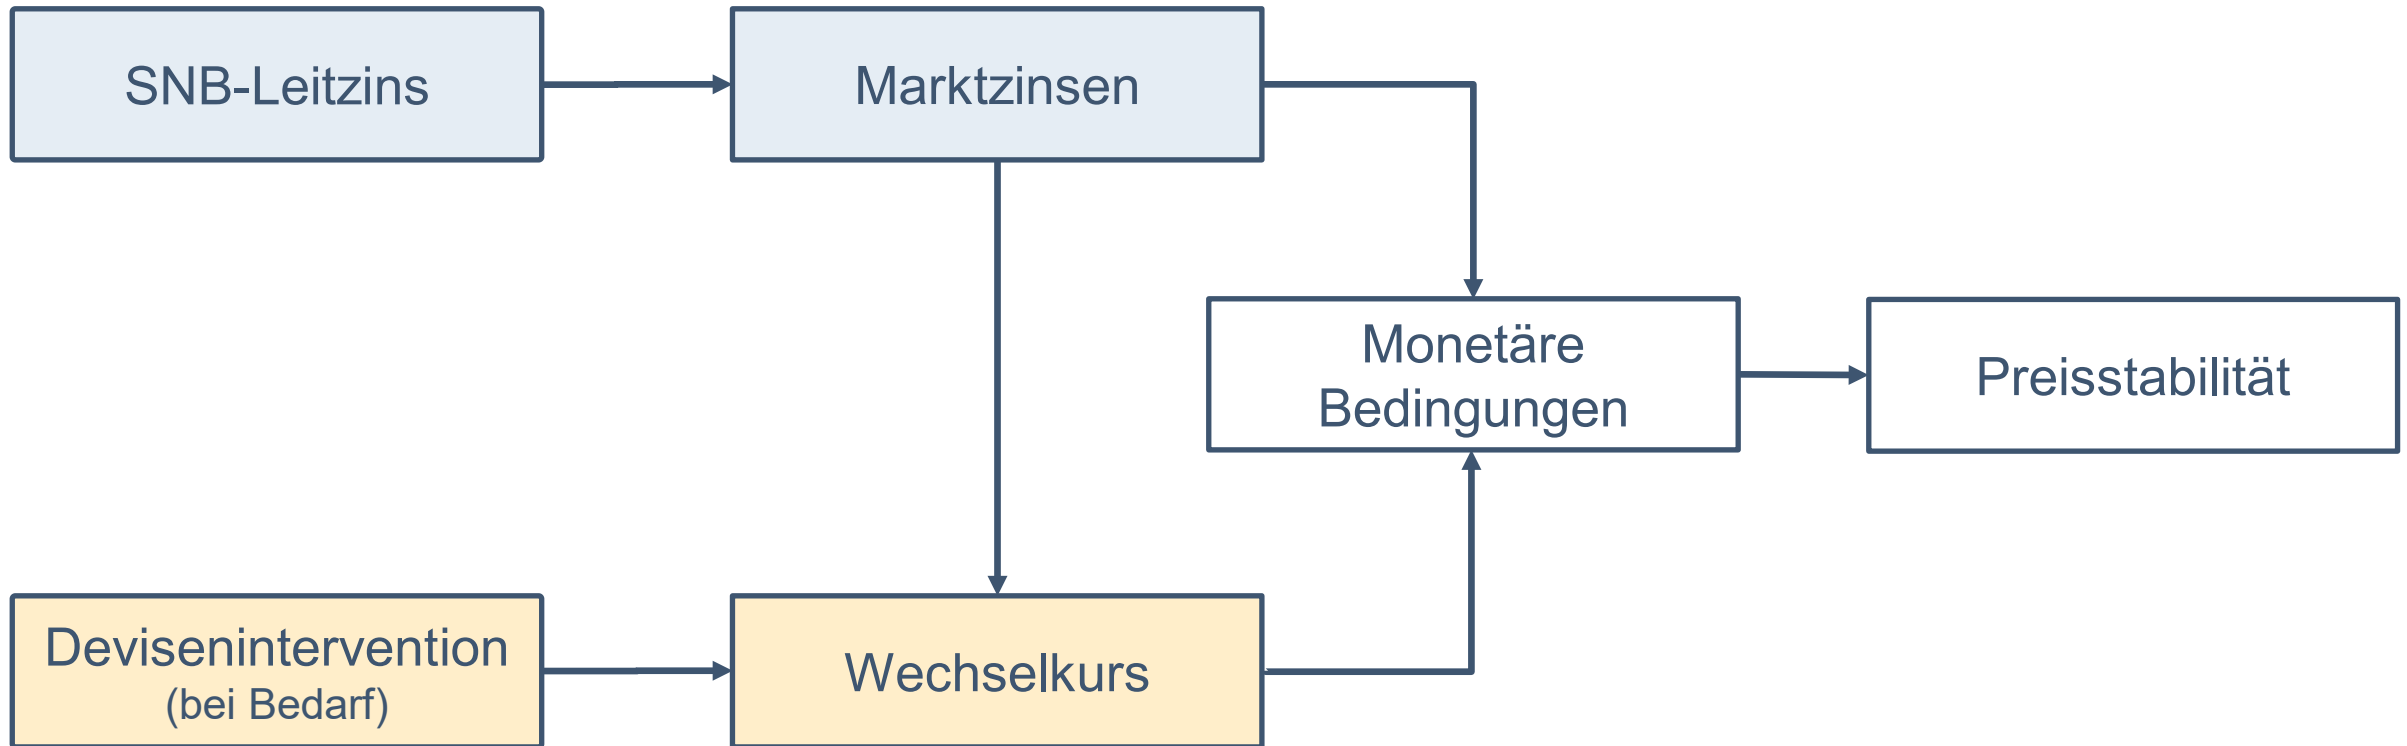 SNB-Leitzins
Marktzinsen
Monetäre
Bedingungen
Preisstabilität
Devisenintervention
(bei Bedarf)
Wechselkurs